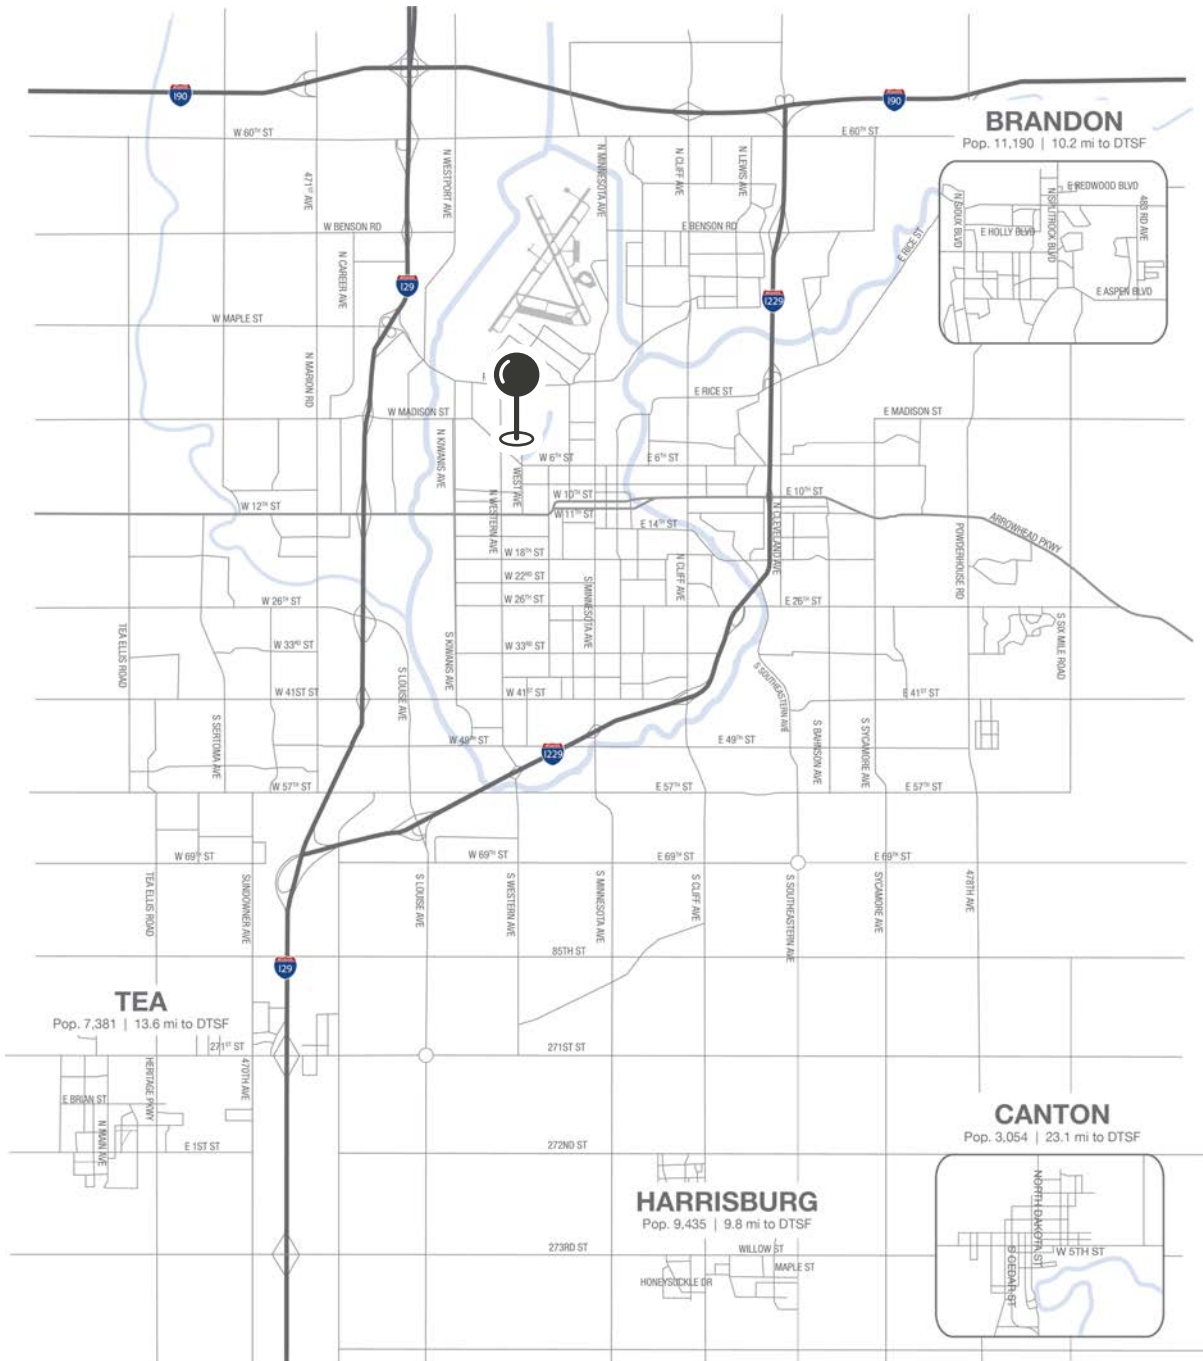 I90
I90
W 60TH ST
E 60TH ST
BRANDON
Pop. 11,190 | 10.2 mi to DTSF
471ST AVE
N WESTPORT AVE
N MINNESOTA AVE
N CLIFF AVE
N LEWIS AVE
E REDWOOD BLVD
N SIOUX BLVD
N SPLITROCK BLVD
483 RD AVE
E HOLLY BLVD
E ASPEN BLVD
W BENSON RD
E BENSON RD
E RICE ST
N CAREER AVE
I29
I229
W MAPLE ST
N MARION RD
E RICE ST
W MADISON ST
E MADISON ST
N KIWANIS AVE
W 6TH ST
E 6TH ST
WEST AVE
N WESTERN AVE
W 10TH ST
E 10TH ST
W 12TH ST
W 11TH ST
E 14TH ST
N CLEVELAND AVE
POWDERHOUSE RD
ARROWHEAD PKWY
W 18TH ST
N CLIFF AVE
W 22ND ST
S MINNESOTA AVE
W 26TH ST
W 26TH ST
E 26TH ST
TEA ELLIS ROAD
S KIWANIS AVE
S SIX MILE ROAD
W 33RD ST
W 33RD ST
S LOUISE AVE
S SOUTHEASTERN AVE
W 41ST ST
W 41ST ST
E 41ST ST
S SERTOMA AVE
S BAHNSON AVE
S SYCAMORE AVE
W 49TH ST
I229
E 49TH ST
W 57TH ST
E 57TH ST
E 57TH ST
W 69TH ST
W 69TH ST
E 69TH ST
E 69TH ST
TEA ELLIS ROAD
SUNDOWNER AVE
S LOUISE AVE
S WESTERN AVE
S MINNESOTA AVE
S CLIFF AVE
S SOUTHEASTERN AVE
SYCAMORE AVE
478TH AVE
85TH ST
I29
TEA
Pop. 7,381 | 13.6 mi to DTSF
271ST ST
271ST ST
HERITAGE PKWY
470TH AVE
E BRIAN ST
N MAIN AVE
E 1ST ST
272ND ST
CANTON
Pop. 3,054 | 23.1 mi to DTSF
NORTH DAKOTA ST
W 5TH ST
S CEDAR ST
HARRISBURG
Pop. 9,435 | 9.8 mi to DTSF
273RD ST
WILLOW ST
MAPLE ST
HONEYSUCKLE DR